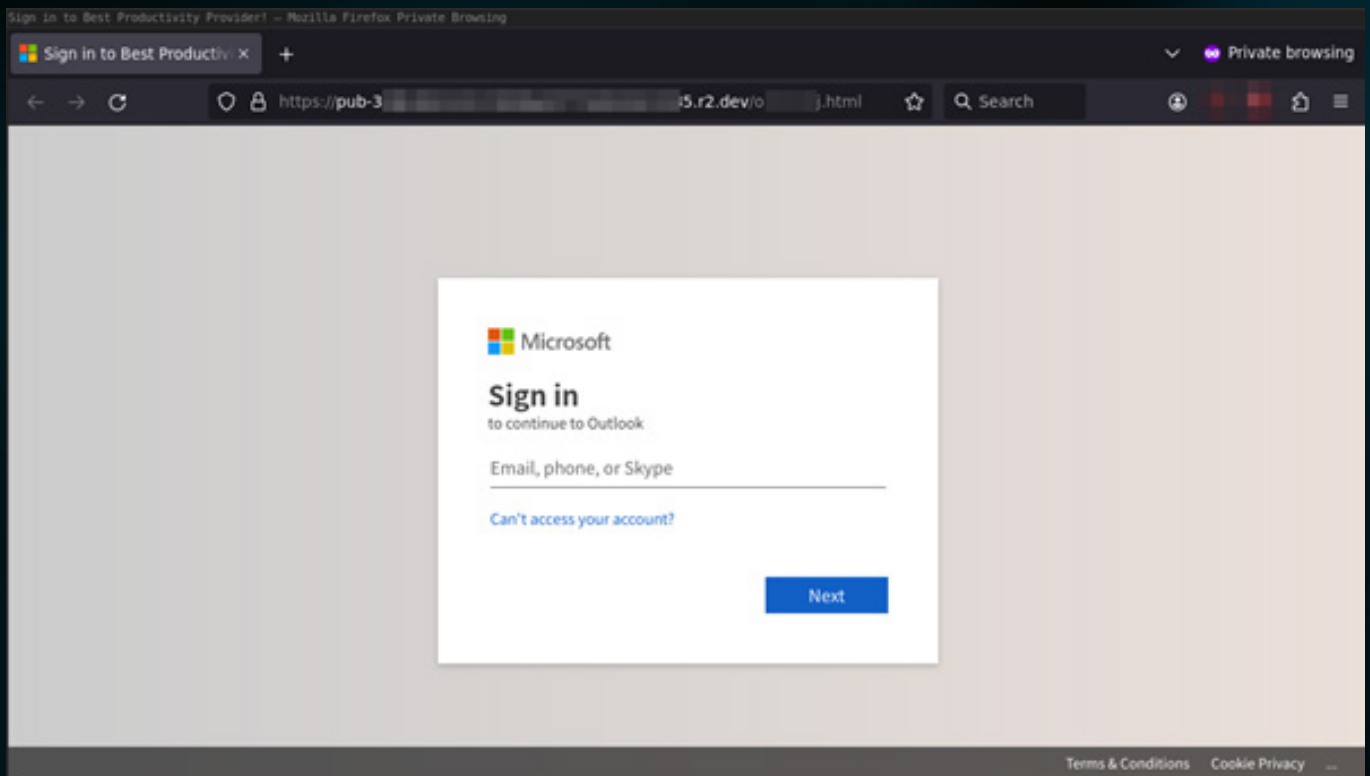 Sign in to Best Productivity Provider! — Mozilla Firefox Private Browsing
Sign in to Best Productivi
Private browsing
https://pub-3 5.r2.dev/o j.html
Search
Microsoft
Sign in
to continue to Outlook
Email, phone, or Skype
Can't access your account?
Next
Terms & Conditions Cookie Privacy ...